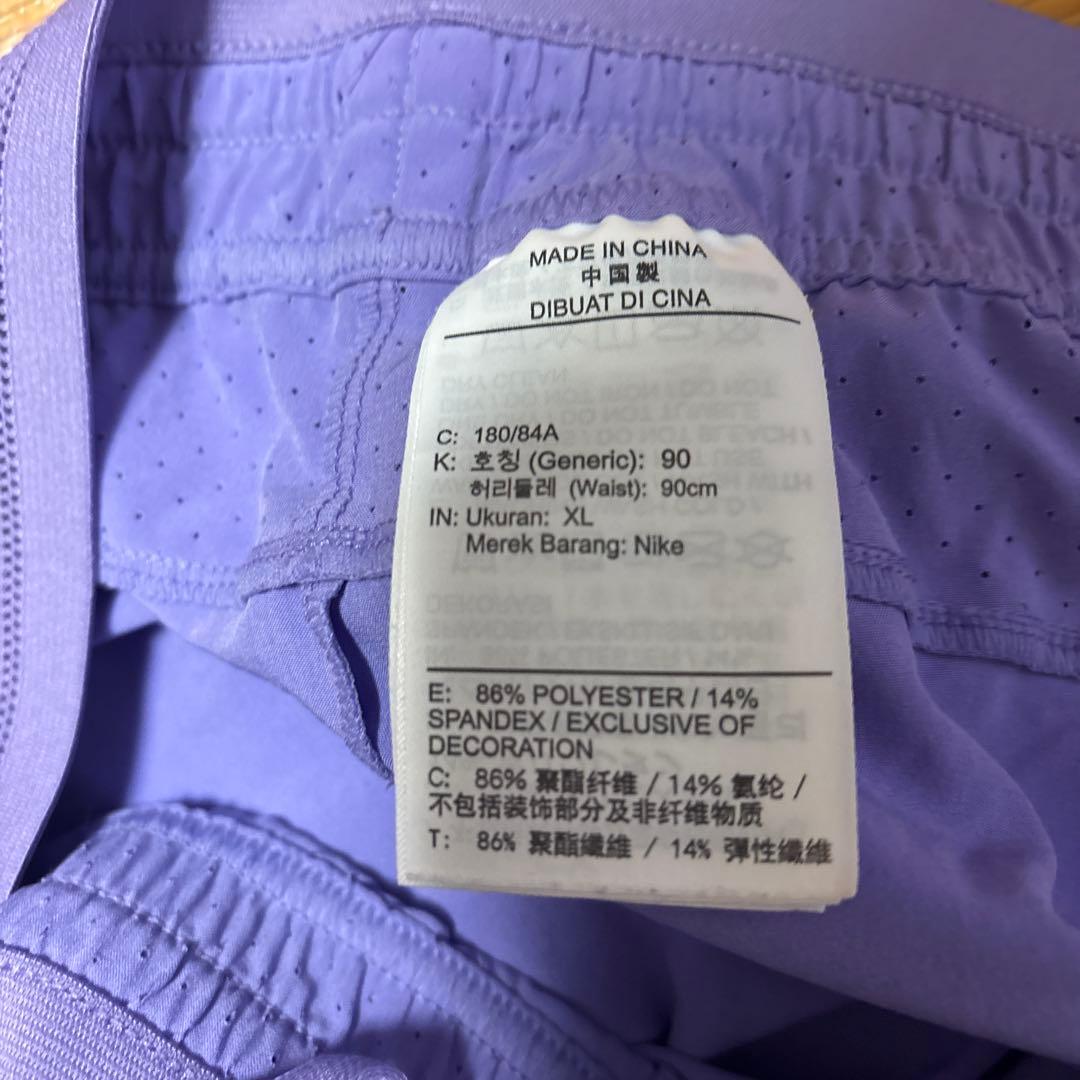 MADE IN CHINA
中国製
DIBUAT DI CINA
C: 180/84A
K: 호칭 (Generic): 90
허리둘레 (Waist): 90cm
IN: Ukuran: XL
Merek Barang: Nike
E: 86% POLYESTER / 14%
SPANDEX / EXCLUSIVE OF
DECORATION
C: 86% 聚酯纤维 / 14% 氨纶 /
不包括装饰部分及非纤维物质
T: 86% 聚酯纖維 / 14% 彈性纖維